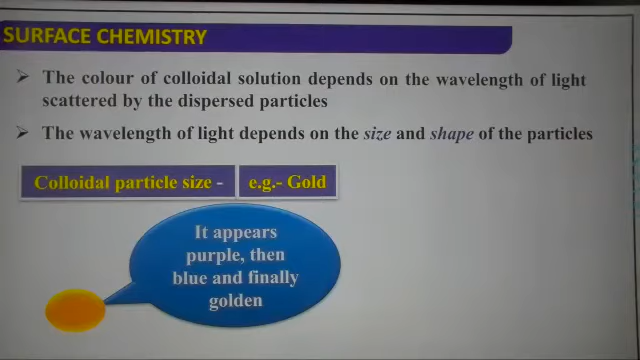 SURFACE CHEMISTRY
➢ The colour of colloidal solution depends on the wavelength of light
scattered by the dispersed particles
➢ The wavelength of light depends on the size and shape of the particles
Colloidal particle size - e.g.- Gold
It appears
purple, then
blue and finally
golden